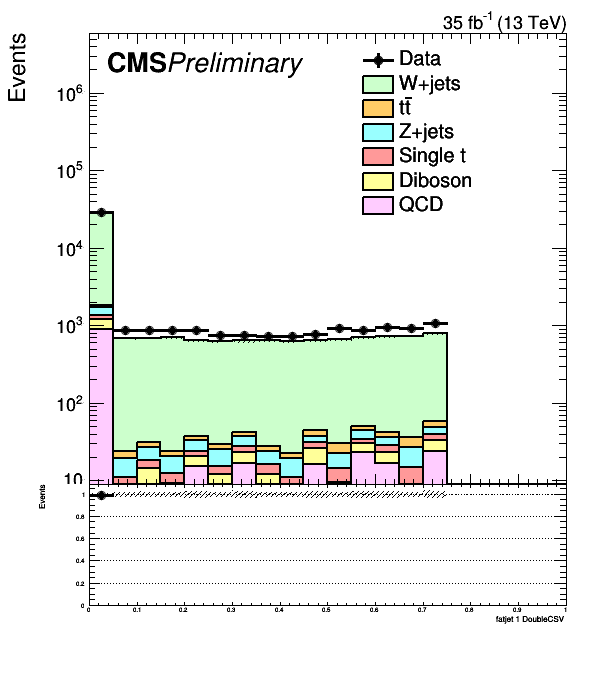 35 fb⁻¹ (13 TeV)
Events
CMS Preliminary
Data
W+jets
tt̄
Z+jets
Single t
Diboson
QCD
10⁶
10⁵
10⁴
10³
10²
10
Events
1
0.8
0.6
0.4
0.2
0
0 0.1 0.2 0.3 0.4 0.5 0.6 0.7 0.8 0.9 1
fatjet 1 DoubleCSV